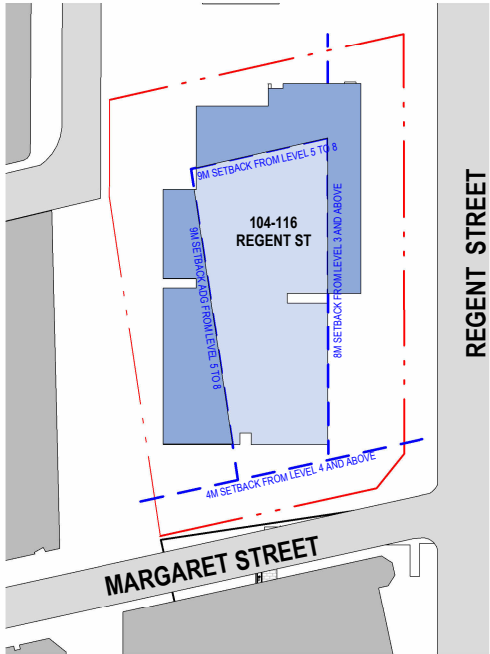 9M SETBACK FROM LEVEL 5 TO 8
104-116
REGENT ST
9M SETBACK ADG FROM LEVEL 5 TO 8
8M SETBACK FROM LEVEL 3 AND ABOVE
REGENT STREET
4M SETBACK FROM LEVEL 4 AND ABOVE
MARGARET STREET